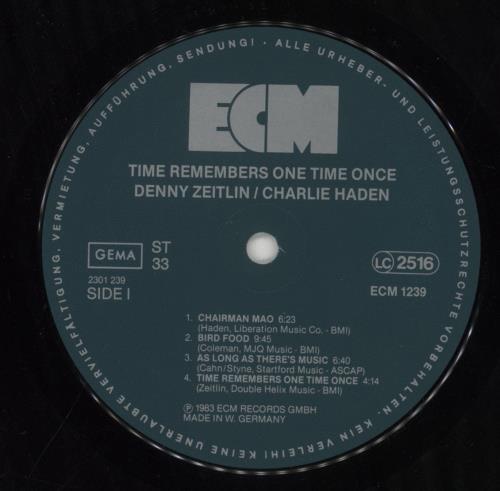 ALLE URHEBER- UND LEISTUNGSSCHUTZRECHTE VORBEHALTEN. · KEIN VERLEIH! KEINE UNERLAUBTE VERVIELFÄLTIGUNG, VERMIETUNG, AUFFÜHRUNG, SENDUNG! ·
ECM
TIME REMEMBERS ONE TIME ONCE
DENNY ZEITLIN / CHARLIE HADEN
GEMA
ST
33
LC 2516
2301 239
SIDE I
ECM 1239
1. CHAIRMAN MAO 6:23
(Haden, Liberation Music Co. - BMI)
2. BIRD FOOD 9:45
(Coleman, MJQ Music - BMI)
3. AS LONG AS THERE'S MUSIC 6:40
(Cahn/Styne, Startford Music - ASCAP)
4. TIME REMEMBERS ONE TIME ONCE 4:14
(Zeitlin, Double Helix Music - BMI)
Ⓟ 1983 ECM RECORDS GMBH
MADE IN W. GERMANY